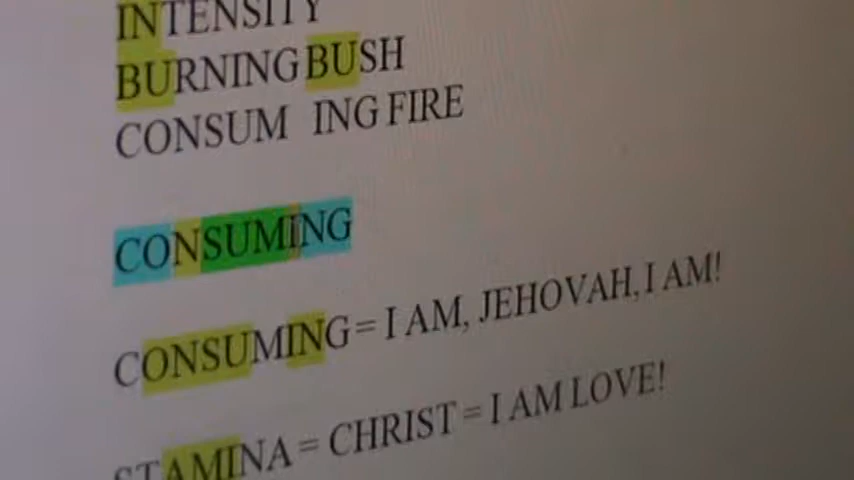 INTENSITY
BURNING BUSH
CONSUM ING FIRE
CONSUMING
CONSUMING = I AM, JEHOVAH, I AM!
STAMINA = CHRIST = I AM LOVE!